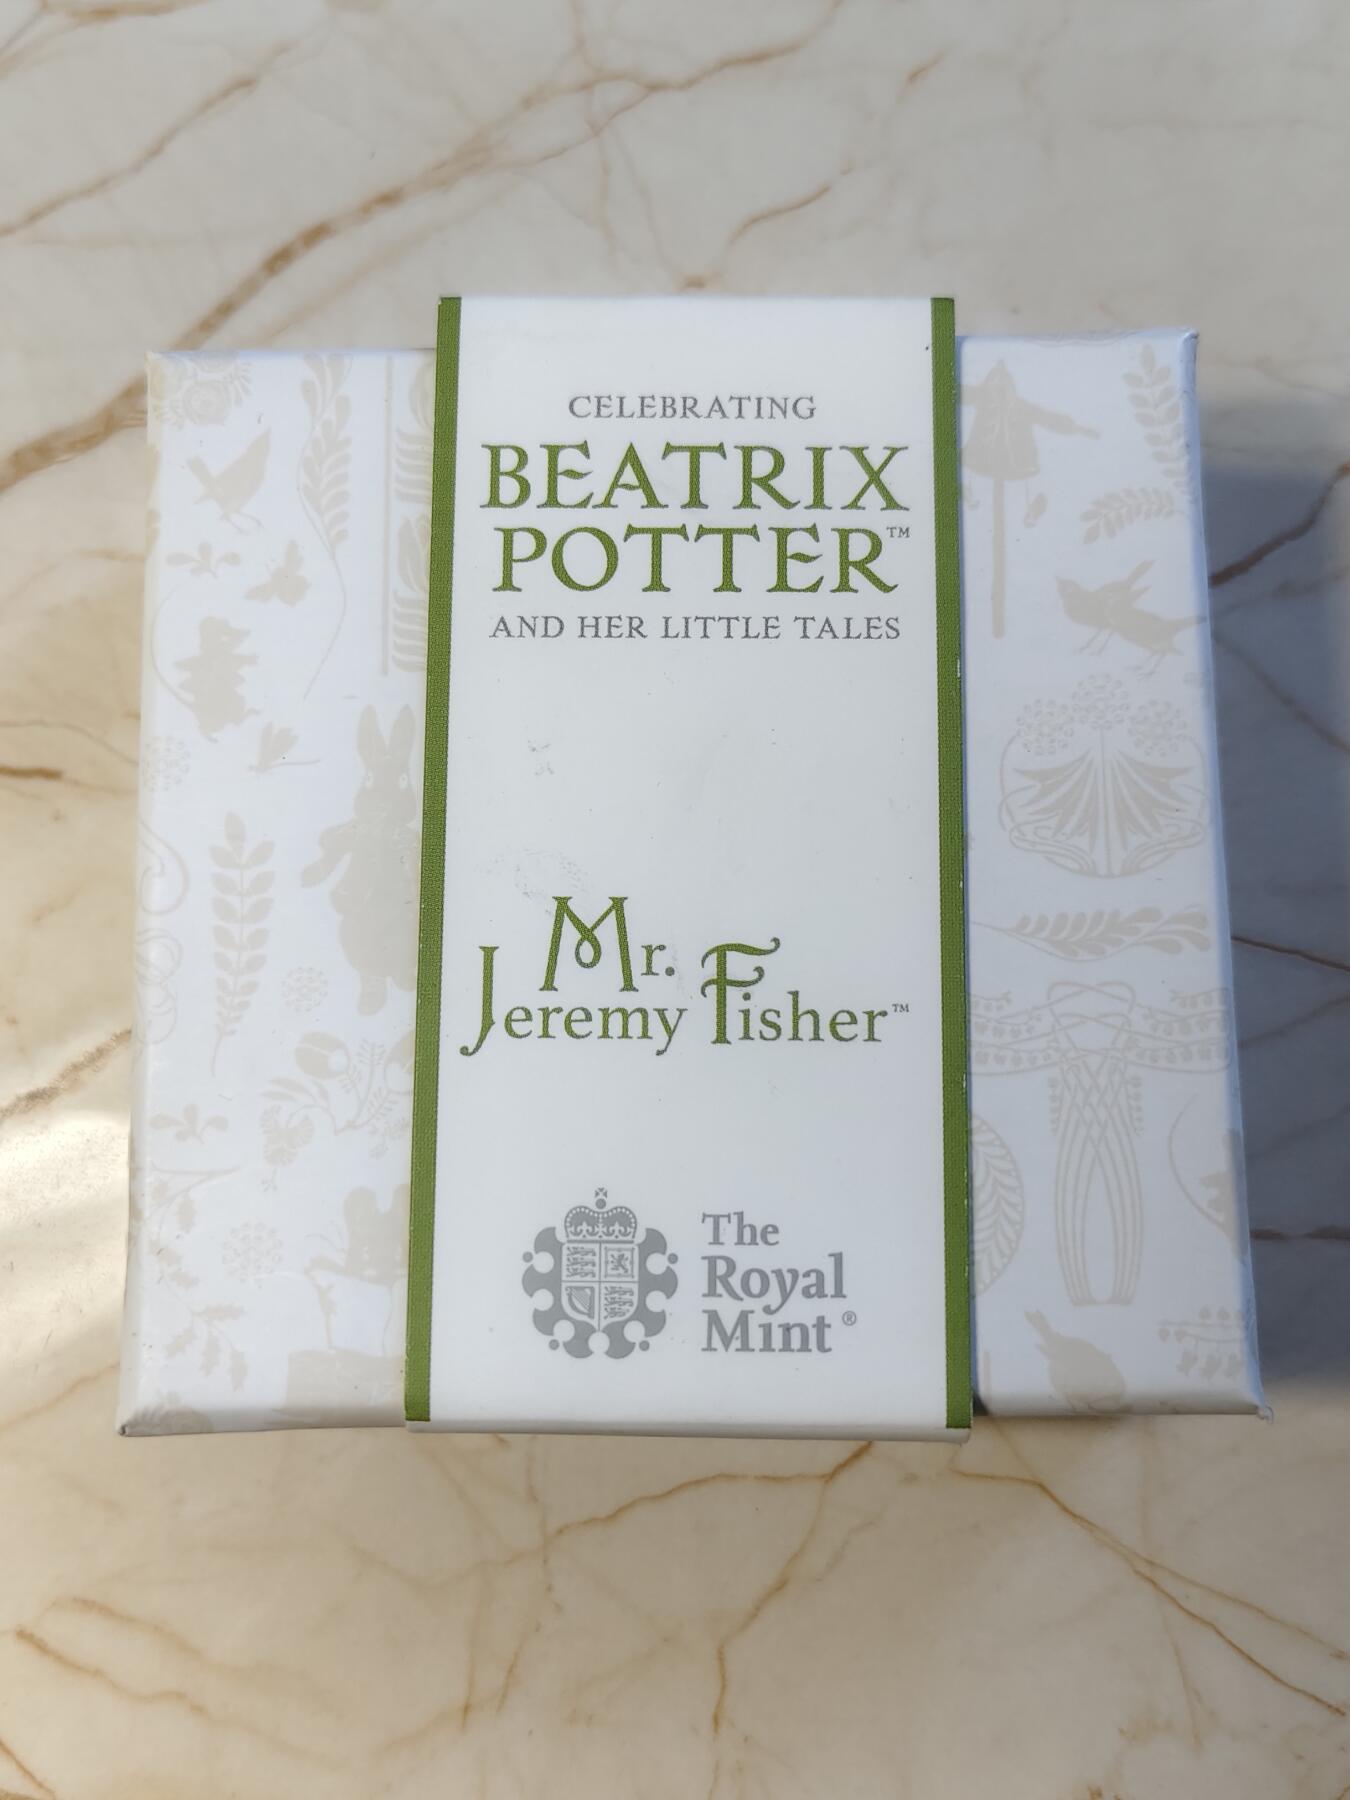 CELEBRATING
BEATRIX
POTTER™
AND HER LITTLE TALES
Mr.
Jeremy Fisher™
The
Royal
Mint®